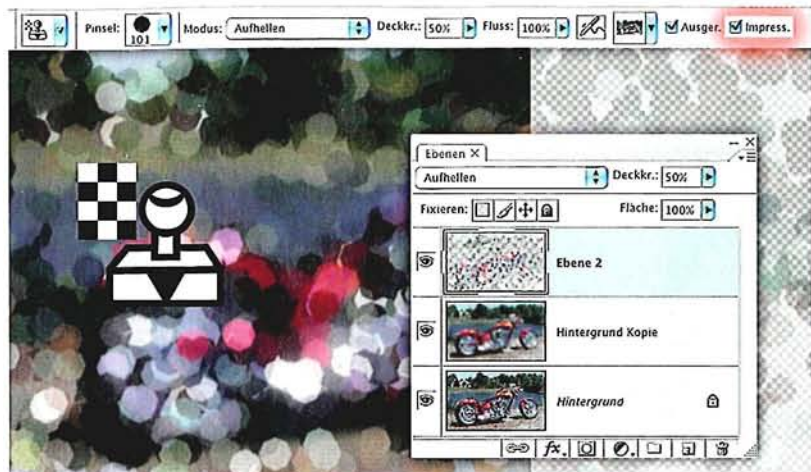 Pinsel: 101 Modus: Aufhellen Deckkr.: 50% Fluss: 100% Ausger. Impress.
Ebenen X
Aufhellen Deckkr.: 50%
Fixieren: Fläche: 100%
Ebene 2
Hintergrund Kopie
Hintergrund
fx.